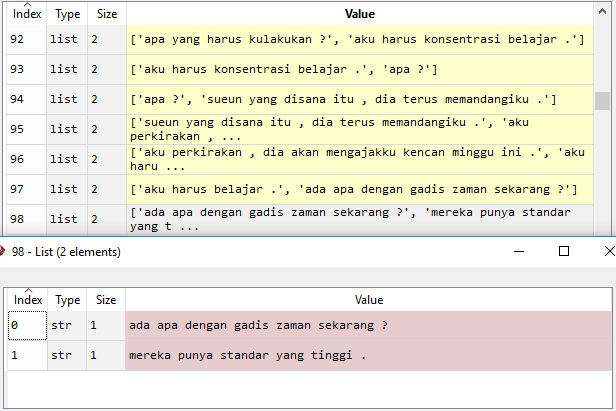 Index Type Size Value
92 list 2 ['apa yang harus kulakukan ?', 'aku harus konsentrasi belajar .']
93 list 2 ['aku harus konsentrasi belajar .', 'apa ?']
94 list 2 ['apa ?', 'sueun yang disana itu , dia terus memandangiku .']
95 list 2 ['sueun yang disana itu , dia terus memandangiku .', 'aku
perkirakan , ...
96 list 2 ['aku perkirakan , dia akan mengajakku kencan minggu ini .', 'aku
haru ...
97 list 2 ['aku harus belajar .', 'ada apa dengan gadis zaman sekarang ?']
98 list 2 ['ada apa dengan gadis zaman sekarang ?', 'mereka punya standar
yang t ...
98 - List (2 elements)
Index Type Size Value
0 str 1 ada apa dengan gadis zaman sekarang ?
1 str 1 mereka punya standar yang tinggi .